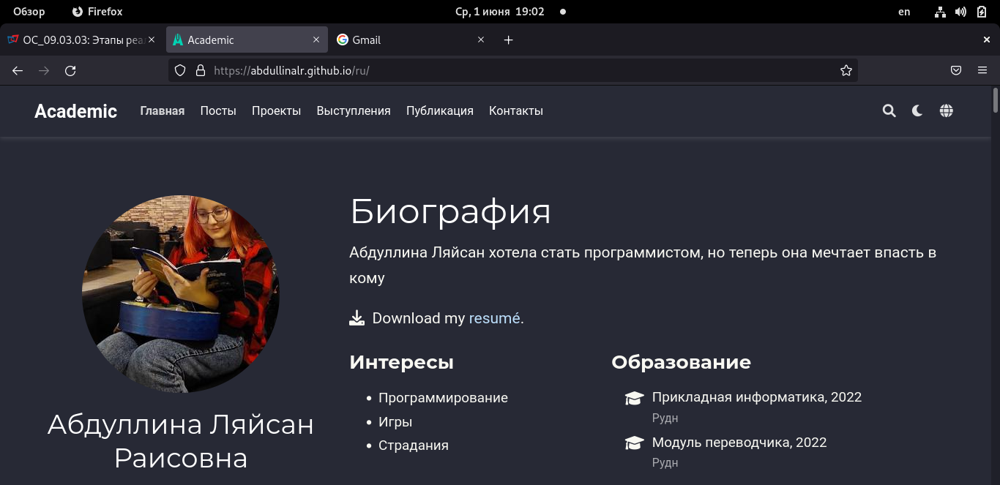 Обзор
Firefox
Ср, 1 июня 19:02
en
ОС_09.03.03: Этапы реа
Academic
Gmail
https://abdullinalr.github.io/ru/
Academic
Главная
Посты
Проекты
Выступления
Публикация
Контакты
Биография
Абдуллина Ляйсан хотела стать программистом, но теперь она мечтает впасть в
кому
Download my resumé.
Абдуллина Ляйсан
Раисовна
Интересы
Программирование
Игры
Страдания
Образование
Прикладная информатика, 2022
Рудн
Модуль переводчика, 2022
Рудн